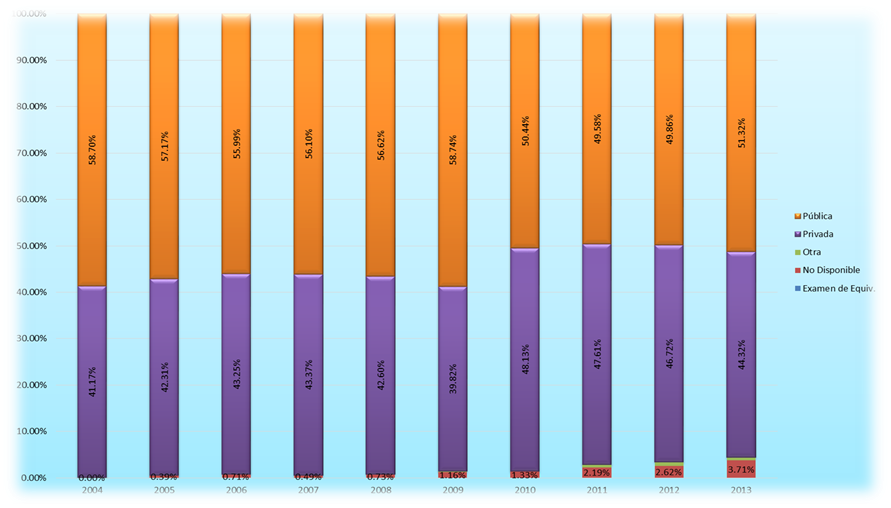 100.00%
90.00%
80.00%
70.00%
60.00%
50.00%
40.00%
30.00%
20.00%
10.00%
0.00%
58.70% 57.17% 55.99% 56.10% 56.62% 58.74% 50.44% 49.58% 49.86% 51.32%
41.17% 42.31% 43.25% 43.37% 42.60% 39.82% 48.13% 47.61% 46.72% 44.32%
0.00% 0.39% 0.71% 0.49% 0.73% 1.16% 1.33% 2.19% 2.62% 3.71%
2004 2005 2006 2007 2008 2009 2010 2011 2012 2013
Pública
Privada
Otra
No Disponible
Examen de Equiv.